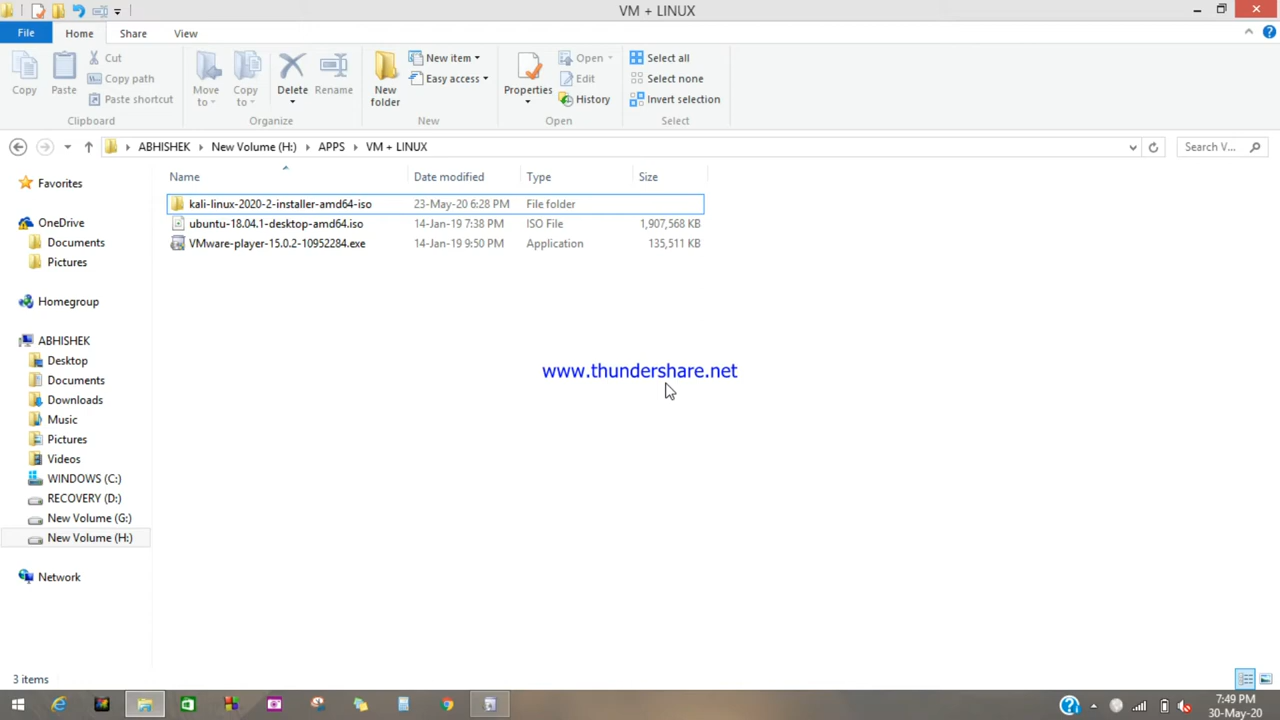 VM + LINUX
File Home Share View
Copy
Paste
Cut
Copy path
Paste shortcut
Clipboard
Move to
Copy to
Delete
Rename
Organize
New folder
New item
Easy access
New
Properties
Open
Edit
History
Open
Select all
Select none
Invert selection
Select
ABHISHEK New Volume (H:) APPS VM + LINUX
Search V...
Favorites
OneDrive
Documents
Pictures
Homegroup
ABHISHEK
Desktop
Documents
Downloads
Music
Pictures
Videos
WINDOWS (C:)
RECOVERY (D:)
New Volume (G:)
New Volume (H:)
Network
Name Date modified Type Size
kali-linux-2020-2-installer-amd64-iso 23-May-20 6:28 PM File folder
ubuntu-18.04.1-desktop-amd64.iso 14-Jan-19 7:38 PM ISO File 1,907,568 KB
VMware-player-15.0.2-10952284.exe 14-Jan-19 9:50 PM Application 135,511 KB
www.thundershare.net
3 items
7:49 PM
30-May-20